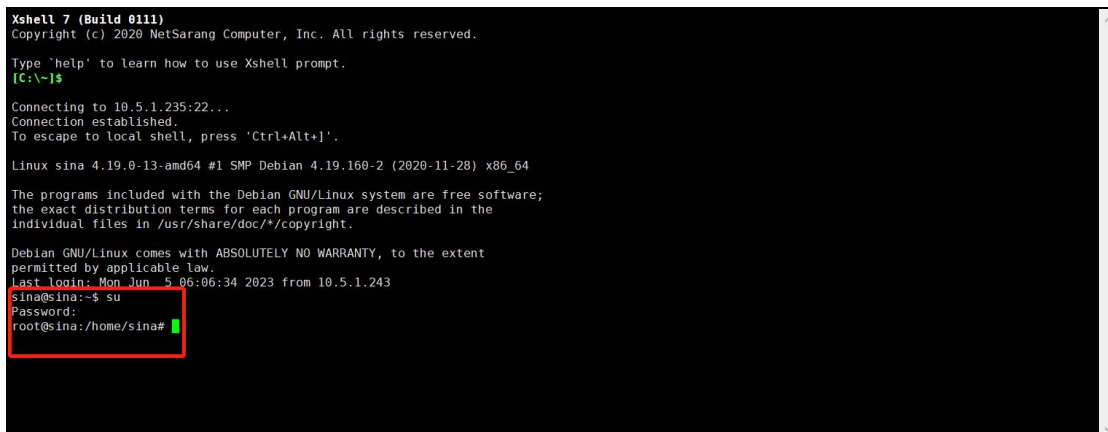 Xshell 7 (Build 0111)
Copyright (c) 2020 NetSarang Computer, Inc. All rights reserved.
Type `help' to learn how to use Xshell prompt.
[C:\~]$
Connecting to 10.5.1.235:22...
Connection established.
To escape to local shell, press 'Ctrl+Alt+]'.
Linux sina 4.19.0-13-amd64 #1 SMP Debian 4.19.160-2 (2020-11-28) x86_64
The programs included with the Debian GNU/Linux system are free software;
the exact distribution terms for each program are described in the
individual files in /usr/share/doc/*/copyright.
Debian GNU/Linux comes with ABSOLUTELY NO WARRANTY, to the extent
permitted by applicable law.
Last login: Mon Jun  5 06:06:34 2023 from 10.5.1.243
sina@sina:~$ su
Password:
root@sina:/home/sina#